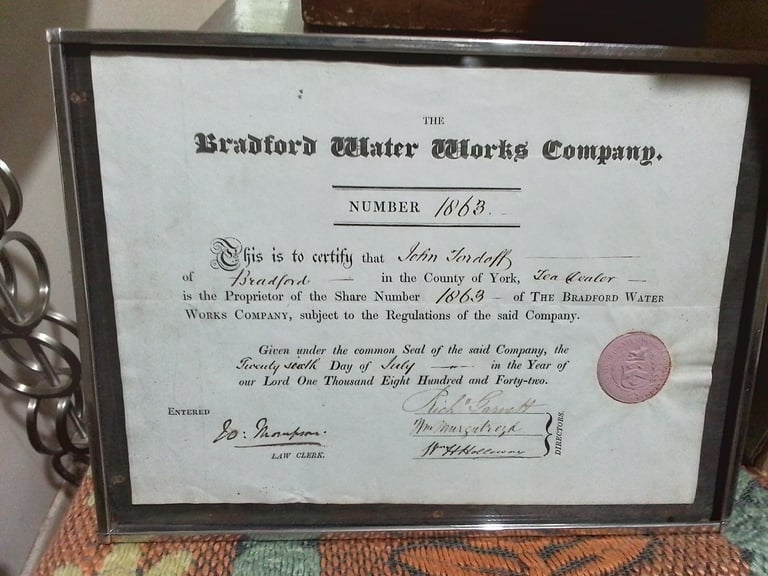 THE
Bradford Water Works Company.
NUMBER 1863.
This is to certify that John Tordoff
of Bradford in the County of York, Tea Dealer
is the Proprietor of the Share Number 1863 of THE BRADFORD WATER
WORKS COMPANY, subject to the Regulations of the said Company.
Given under the common Seal of the said Company, the
Twenty sixth Day of July in the Year of
our Lord One Thousand Eight Hundred and Forty-two.
ENTERED
Jo: Thompson.
LAW CLERK.
Richd Garnett
Wm
Wm H Holloway
DIRECTORS.